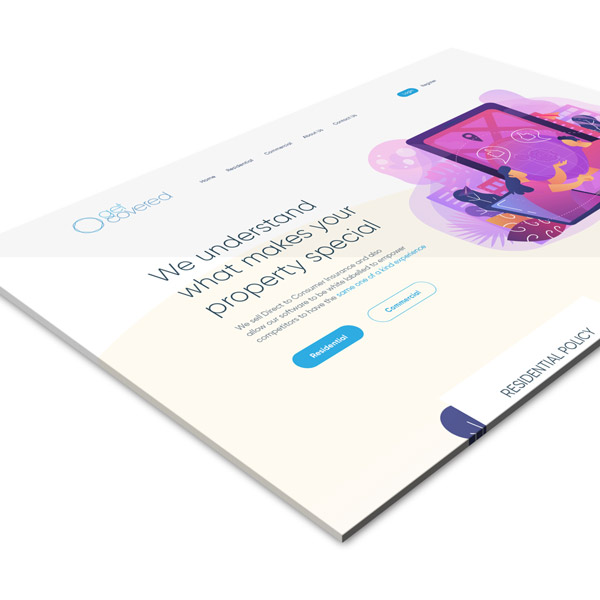 Login
Register
Home
Residential
Commercial
About Us
Contact Us
get
covered
We understand
what makes your
property special
We sell Direct to Consumer Insurance and also
allow our software to be white labelled to empower
competitors to have the same one of a kind experience
Residential
Commercial
RESIDENTIAL POLICY